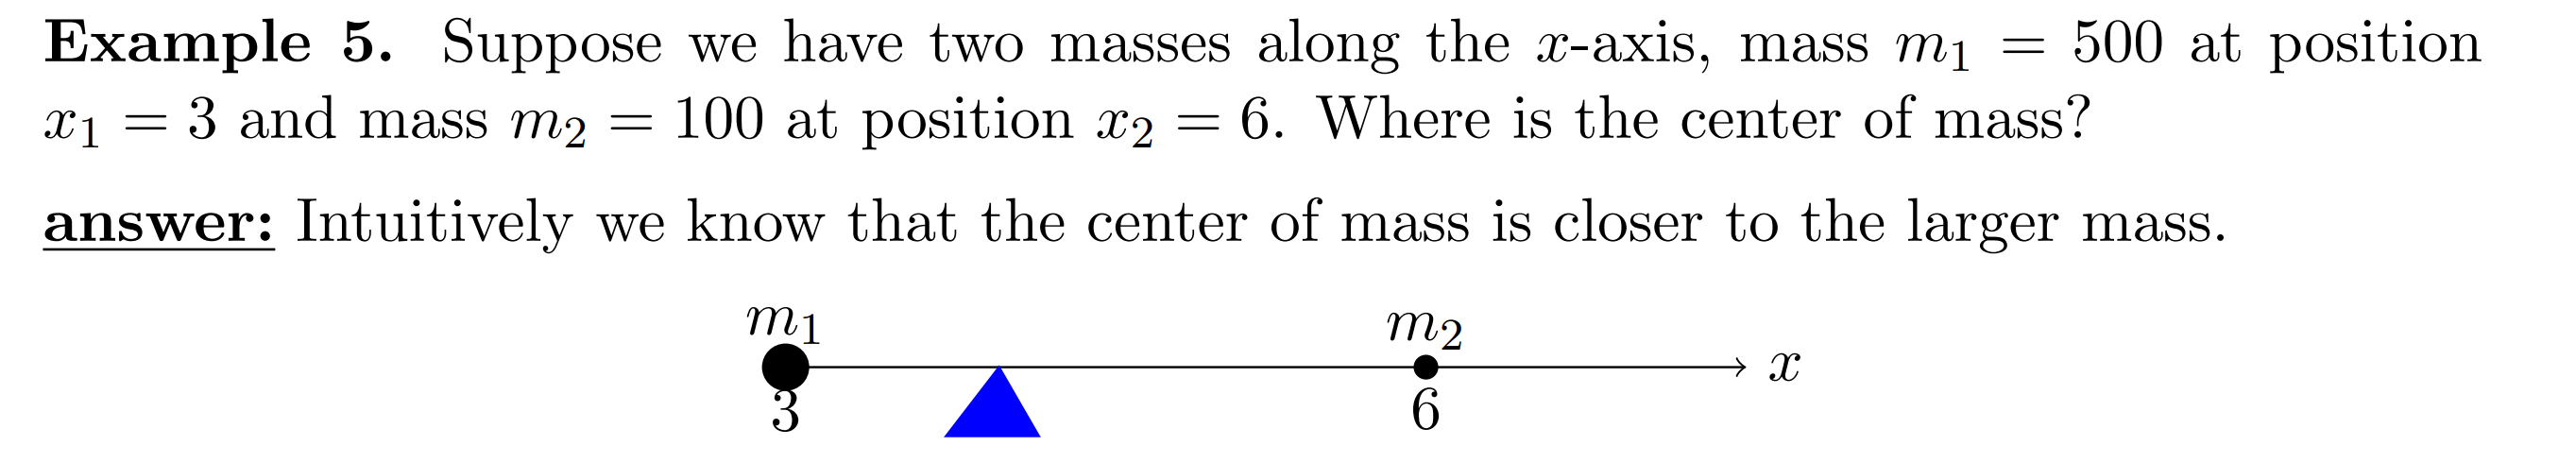 Example 5. Suppose we have two masses along the x-axis, mass m₁ = 500 at position
x₁ = 3 and mass m₂ = 100 at position x₂ = 6. Where is the center of mass?
answer: Intuitively we know that the center of mass is closer to the larger mass.
m₁ m₂
x
3 6